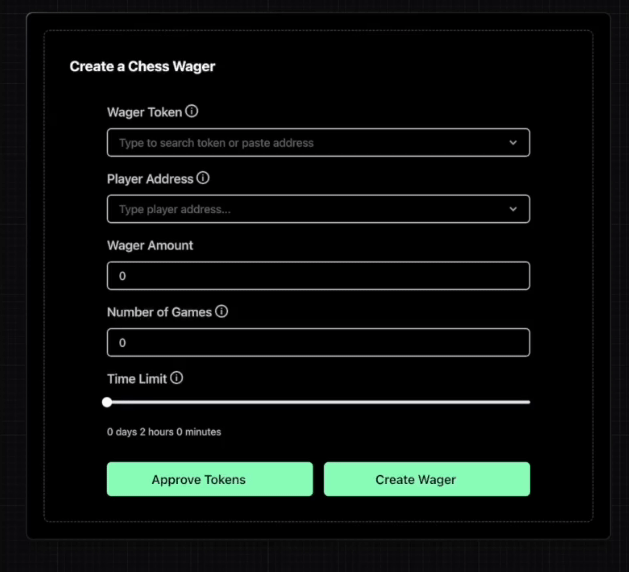 Create a Chess Wager
Wager Token
Type to search token or paste address
Player Address
Type player address...
Wager Amount
0
Number of Games
0
Time Limit
0 days 2 hours 0 minutes
Approve Tokens Create Wager